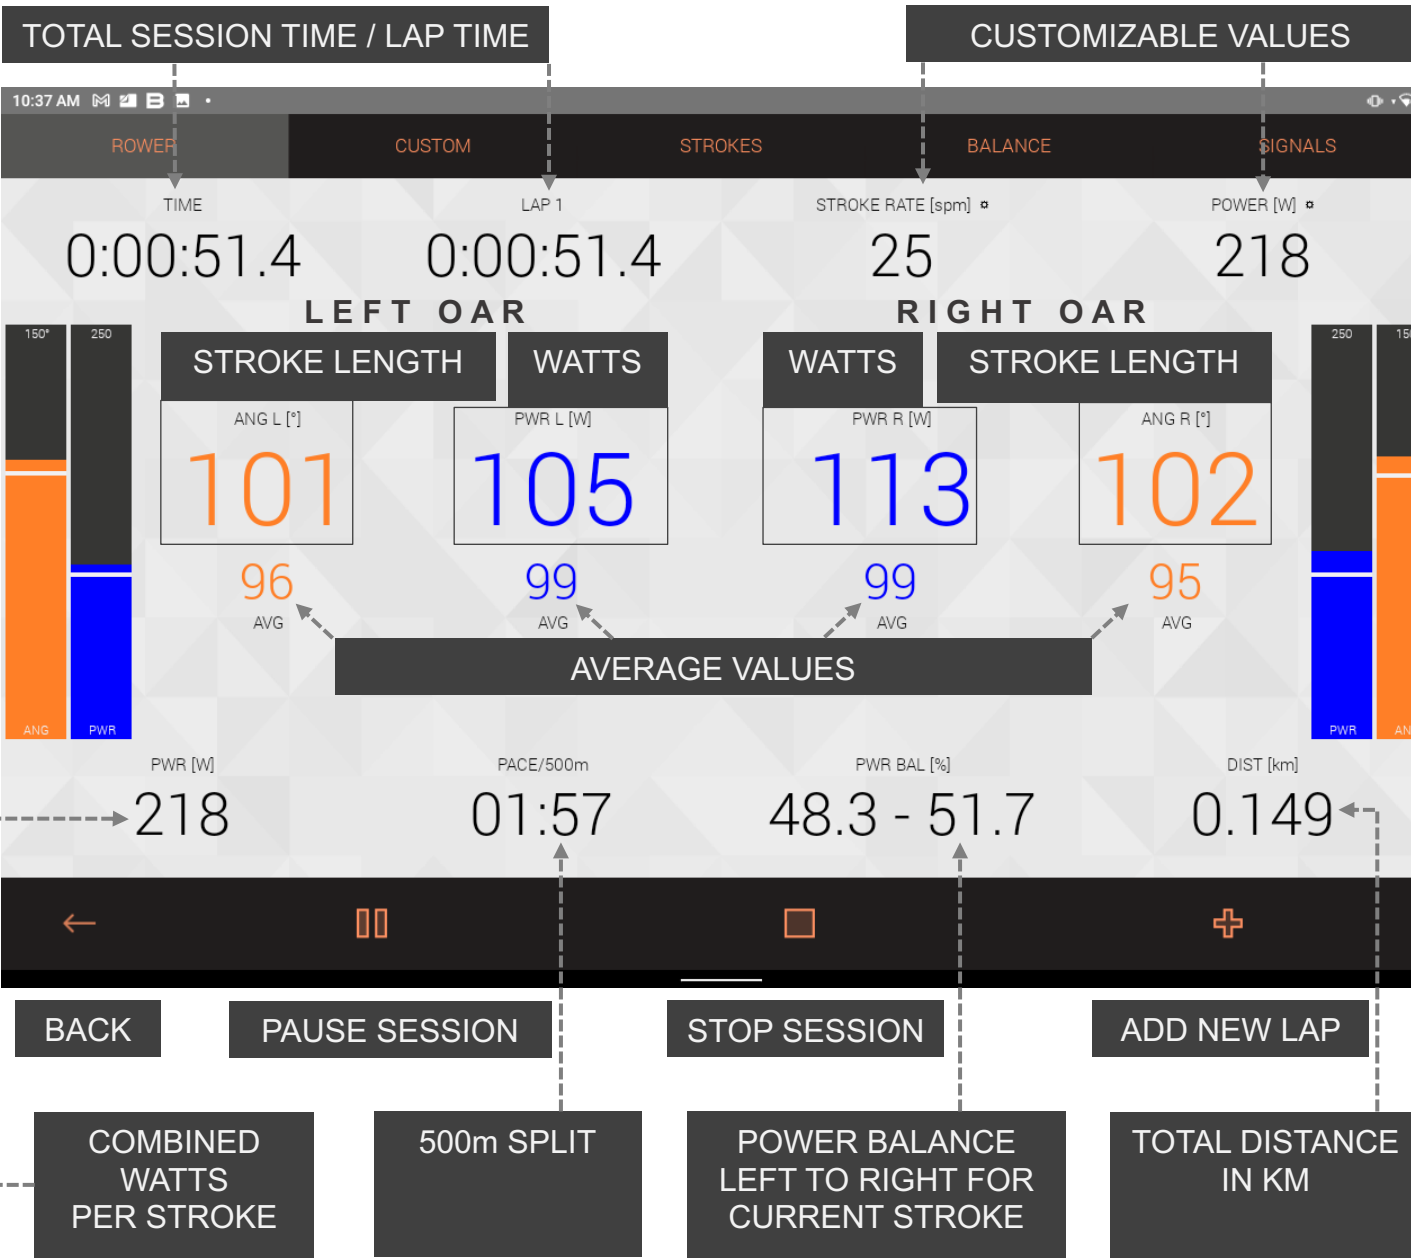 TOTAL SESSION TIME / LAP TIME
CUSTOMIZABLE VALUES
10:37 AM
ROWER
CUSTOM
STROKES
BALANCE
SIGNALS
TIME
LAP 1
STROKE RATE [spm]
POWER [W]
0:00:51.4
0:00:51.4
25
218
LEFT OAR
RIGHT OAR
150°
250
STROKE LENGTH
WATTS
WATTS
STROKE LENGTH
250
150
ANG L [°]
PWR L [W]
PWR R [W]
ANG R [°]
101
105
113
102
96
99
99
95
AVG
AVG
AVG
AVG
AVERAGE VALUES
ANG
PWR
PWR
AN
PWR [W]
PACE/500m
PWR BAL [%]
DIST [km]
218
01:57
48.3 - 51.7
0.149
BACK
PAUSE SESSION
STOP SESSION
ADD NEW LAP
COMBINED
WATTS
PER STROKE
500m SPLIT
POWER BALANCE
LEFT TO RIGHT FOR
CURRENT STROKE
TOTAL DISTANCE
IN KM